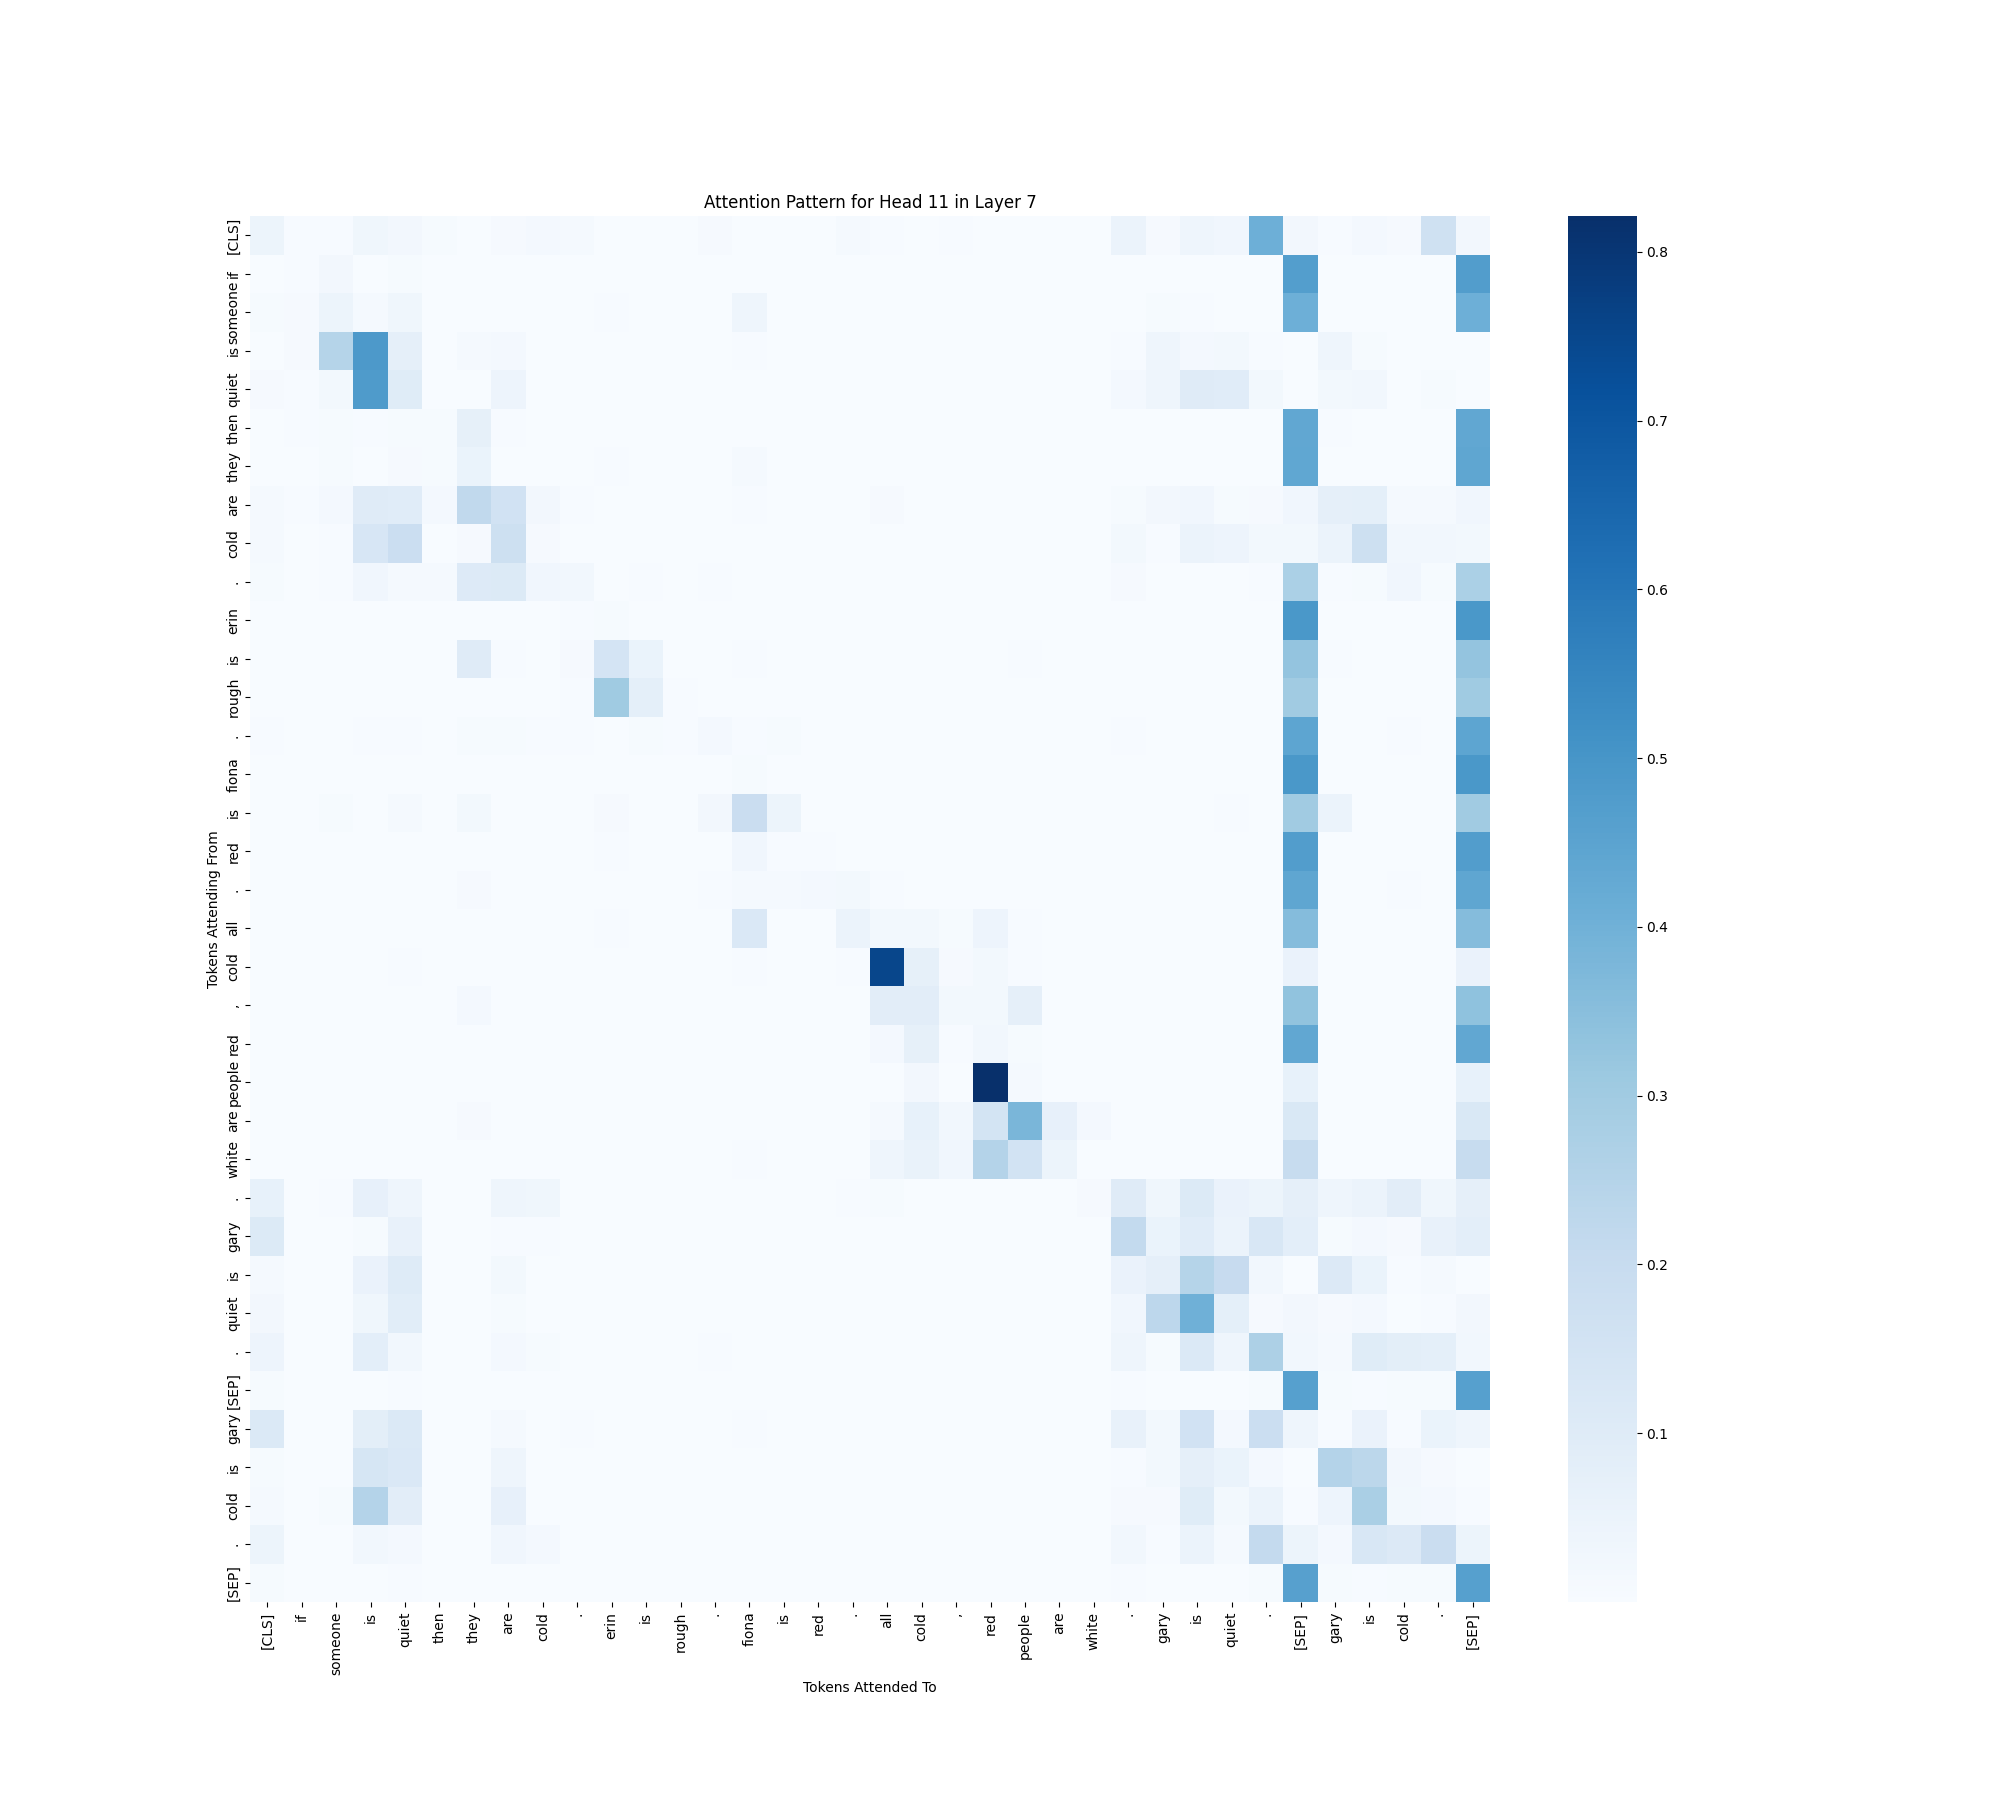 Attention Pattern for Head 11 in Layer 7
Tokens Attending From
[CLS]
if
someone
is
quiet
then
they
are
cold
.
erin
is
rough
.
fiona
is
red
.
all
cold
,
red
people
are
white
.
gary
is
quiet
.
[SEP]
gary
is
cold
.
[SEP]
[CLS] if someone is quiet then they are cold . erin is rough . fiona is red . all cold , red people are white . gary is quiet . [SEP] gary is cold . [SEP]
Tokens Attended To
0.8
0.7
0.6
0.5
0.4
0.3
0.2
0.1